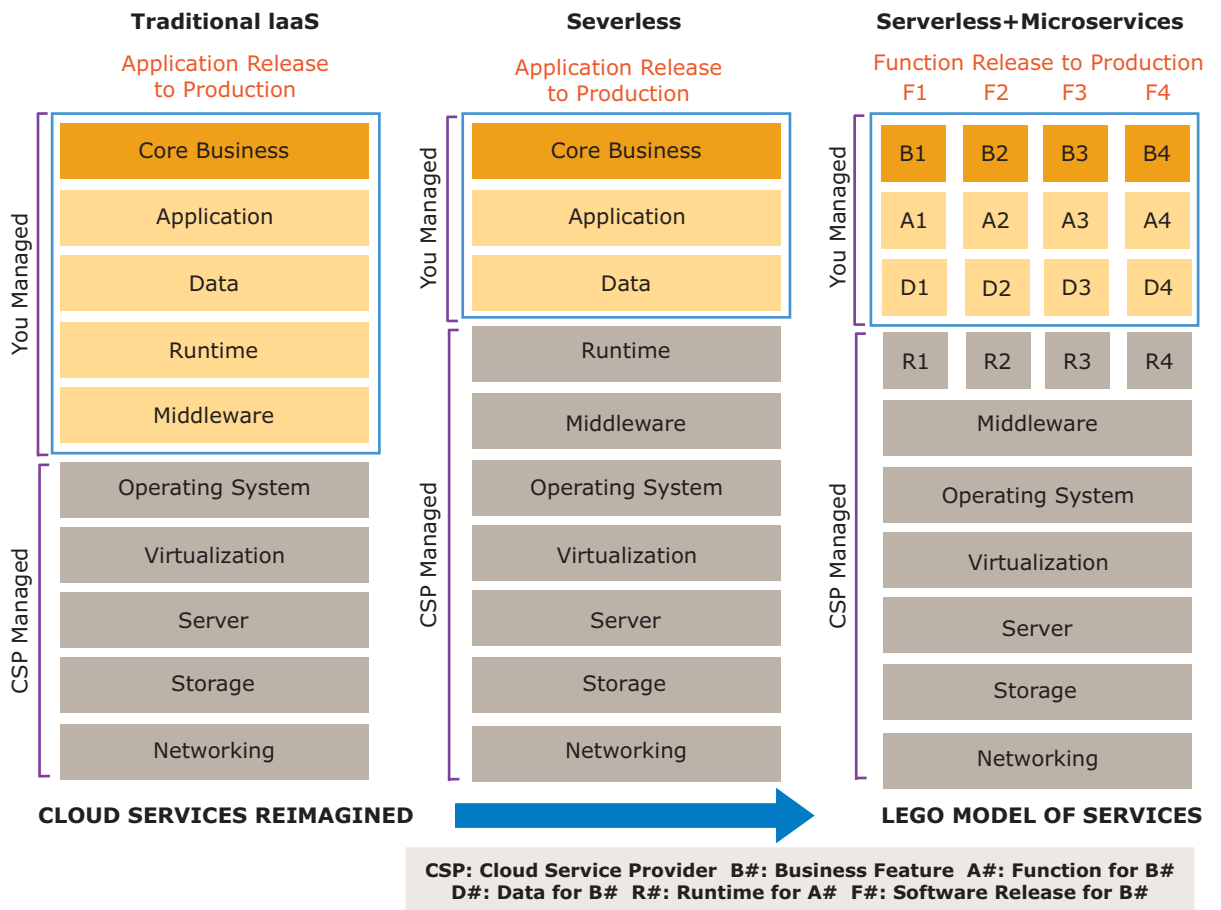 Traditional IaaS
Application Release
to Production
You Managed
Core Business
Application
Data
Runtime
Middleware
CSP Managed
Operating System
Virtualization
Server
Storage
Networking
Severless
Application Release
to Production
You Managed
Core Business
Application
Data
CSP Managed
Runtime
Middleware
Operating System
Virtualization
Server
Storage
Networking
Serverless+Microservices
Function Release to Production
F1 F2 F3 F4
You Managed
B1 B2 B3 B4
A1 A2 A3 A4
D1 D2 D3 D4
CSP Managed
R1 R2 R3 R4
Middleware
Operating System
Virtualization
Server
Storage
Networking
CLOUD SERVICES REIMAGINED
LEGO MODEL OF SERVICES
CSP: Cloud Service Provider B#: Business Feature A#: Function for B#
D#: Data for B# R#: Runtime for A# F#: Software Release for B#